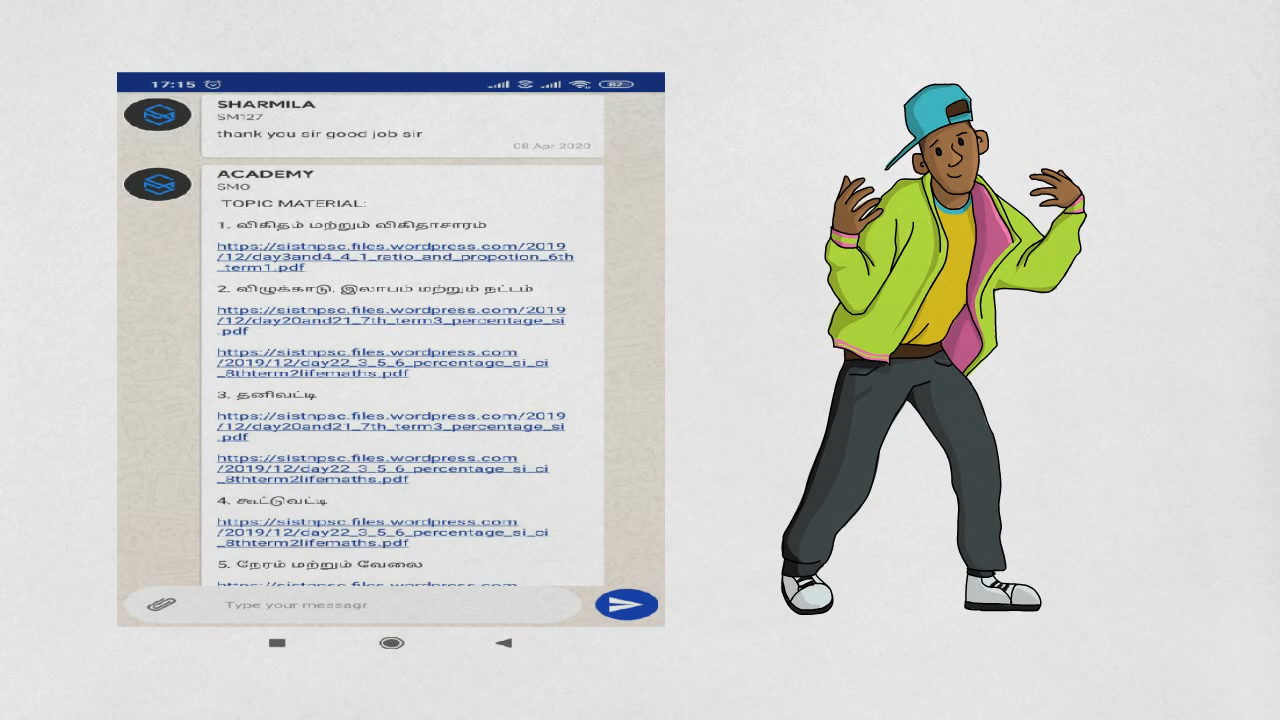 17:15
82
SHARMILA
SM127
thank you sir good job sir
08 Apr 2020
ACADEMY
SM0
TOPIC MATERIAL:
1. விகிதம் மற்றும் விகிதாசாரம்
https://sistnpsc.files.wordpress.com/2019
/12/day3and4_4_1_ratio_and_propotion_6th
_term1.pdf
2. விழுக்காடு, இலாபம் மற்றும் நட்டம்
https://sistnpsc.files.wordpress.com/2019
/12/day20and21_7th_term3_percentage_si
.pdf
https://sistnpsc.files.wordpress.com
/2019/12/day22_3_5_6_percentage_si_ci
_8thterm2lifemaths.pdf
3. தனிவட்டி
https://sistnpsc.files.wordpress.com/2019
/12/day20and21_7th_term3_percentage_si
.pdf
https://sistnpsc.files.wordpress.com
/2019/12/day22_3_5_6_percentage_si_ci
_8thterm2lifemaths.pdf
4. கூட்டுவட்டி
https://sistnpsc.files.wordpress.com
/2019/12/day22_3_5_6_percentage_si_ci
_8thterm2lifemaths.pdf
5. நேரம் மற்றும் வேலை
Type your messagr